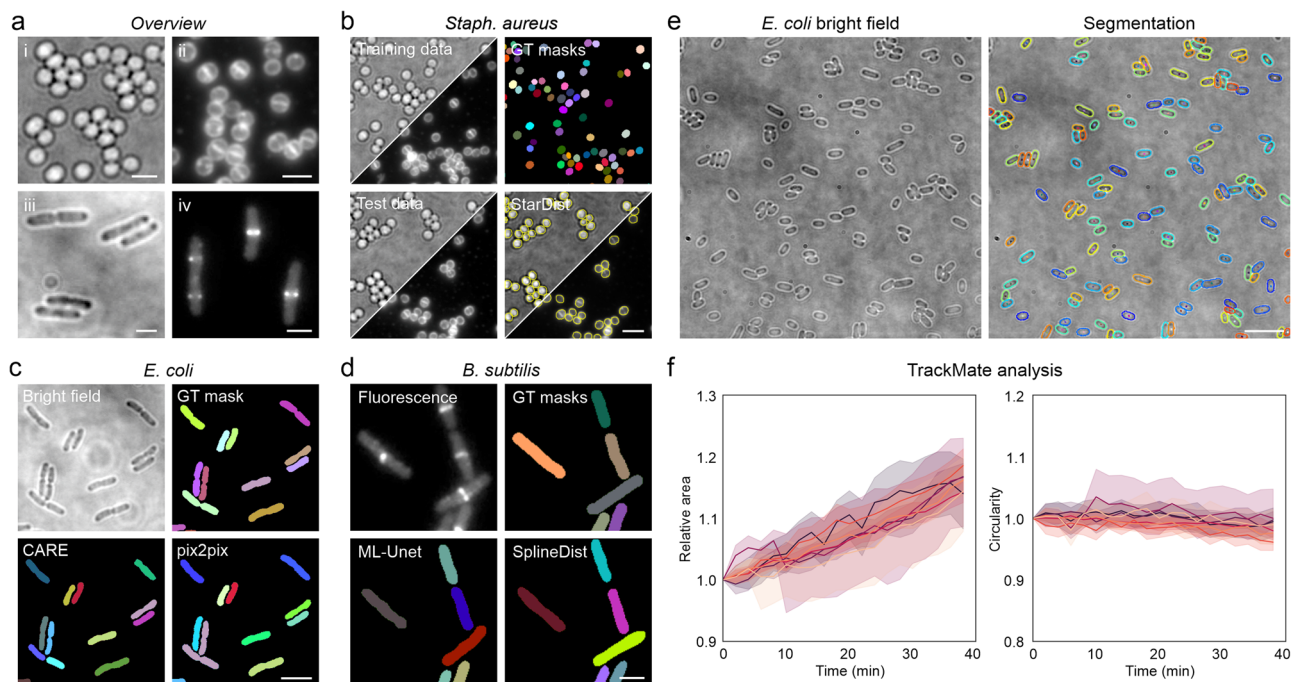 a Overview
i
ii
iii
iv
b Staph. aureus
Training data
GT masks
Test data
StarDist
c E. coli
Bright field
GT mask
CARE
pix2pix
d B. subtilis
Fluorescence
GT masks
ML-Unet
SplineDist
e E. coli bright field
Segmentation
f TrackMate analysis
Relative area
1.3
1.2
1.1
1.0
0.9
0 10 20 30 40
Time (min)
Circularity
1.2
1.1
1.0
0.9
0.8
0 10 20 30 40
Time (min)